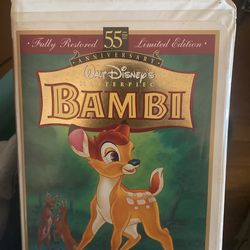 Fully Restored 55TH Limited Edition
ANNIVERSARY
Walt Disney's
MASTERPIECE
BAMBI